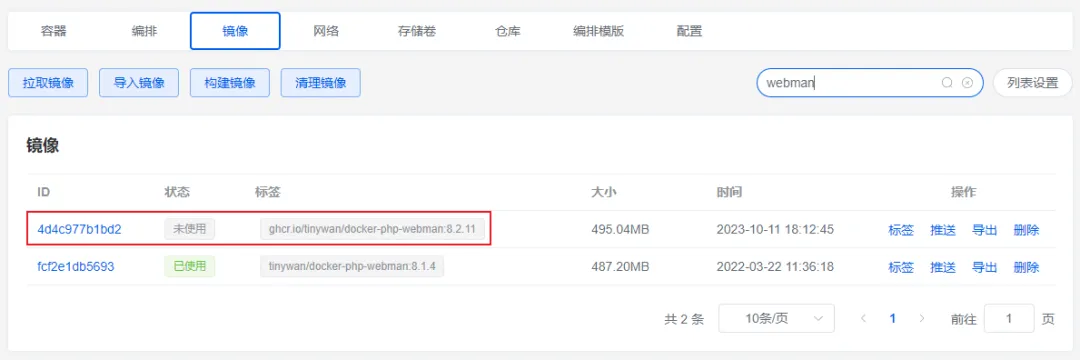 容器 编排 镜像 网络 存储卷 仓库 编排模版 配置
拉取镜像 导入镜像 构建镜像 清理镜像 webman 列表设置
镜像
ID 状态 标签 大小 时间 操作
4d4c977b1bd2 未使用 ghcr.io/tinywan/docker-php-webman:8.2.11 495.04MB 2023-10-11 18:12:45 标签 推送 导出 删除
fcf2e1db5693 已使用 tinywan/docker-php-webman:8.1.4 487.20MB 2022-03-22 11:36:18 标签 推送 导出 删除
共 2 条 10条/页 1 前往 1 页